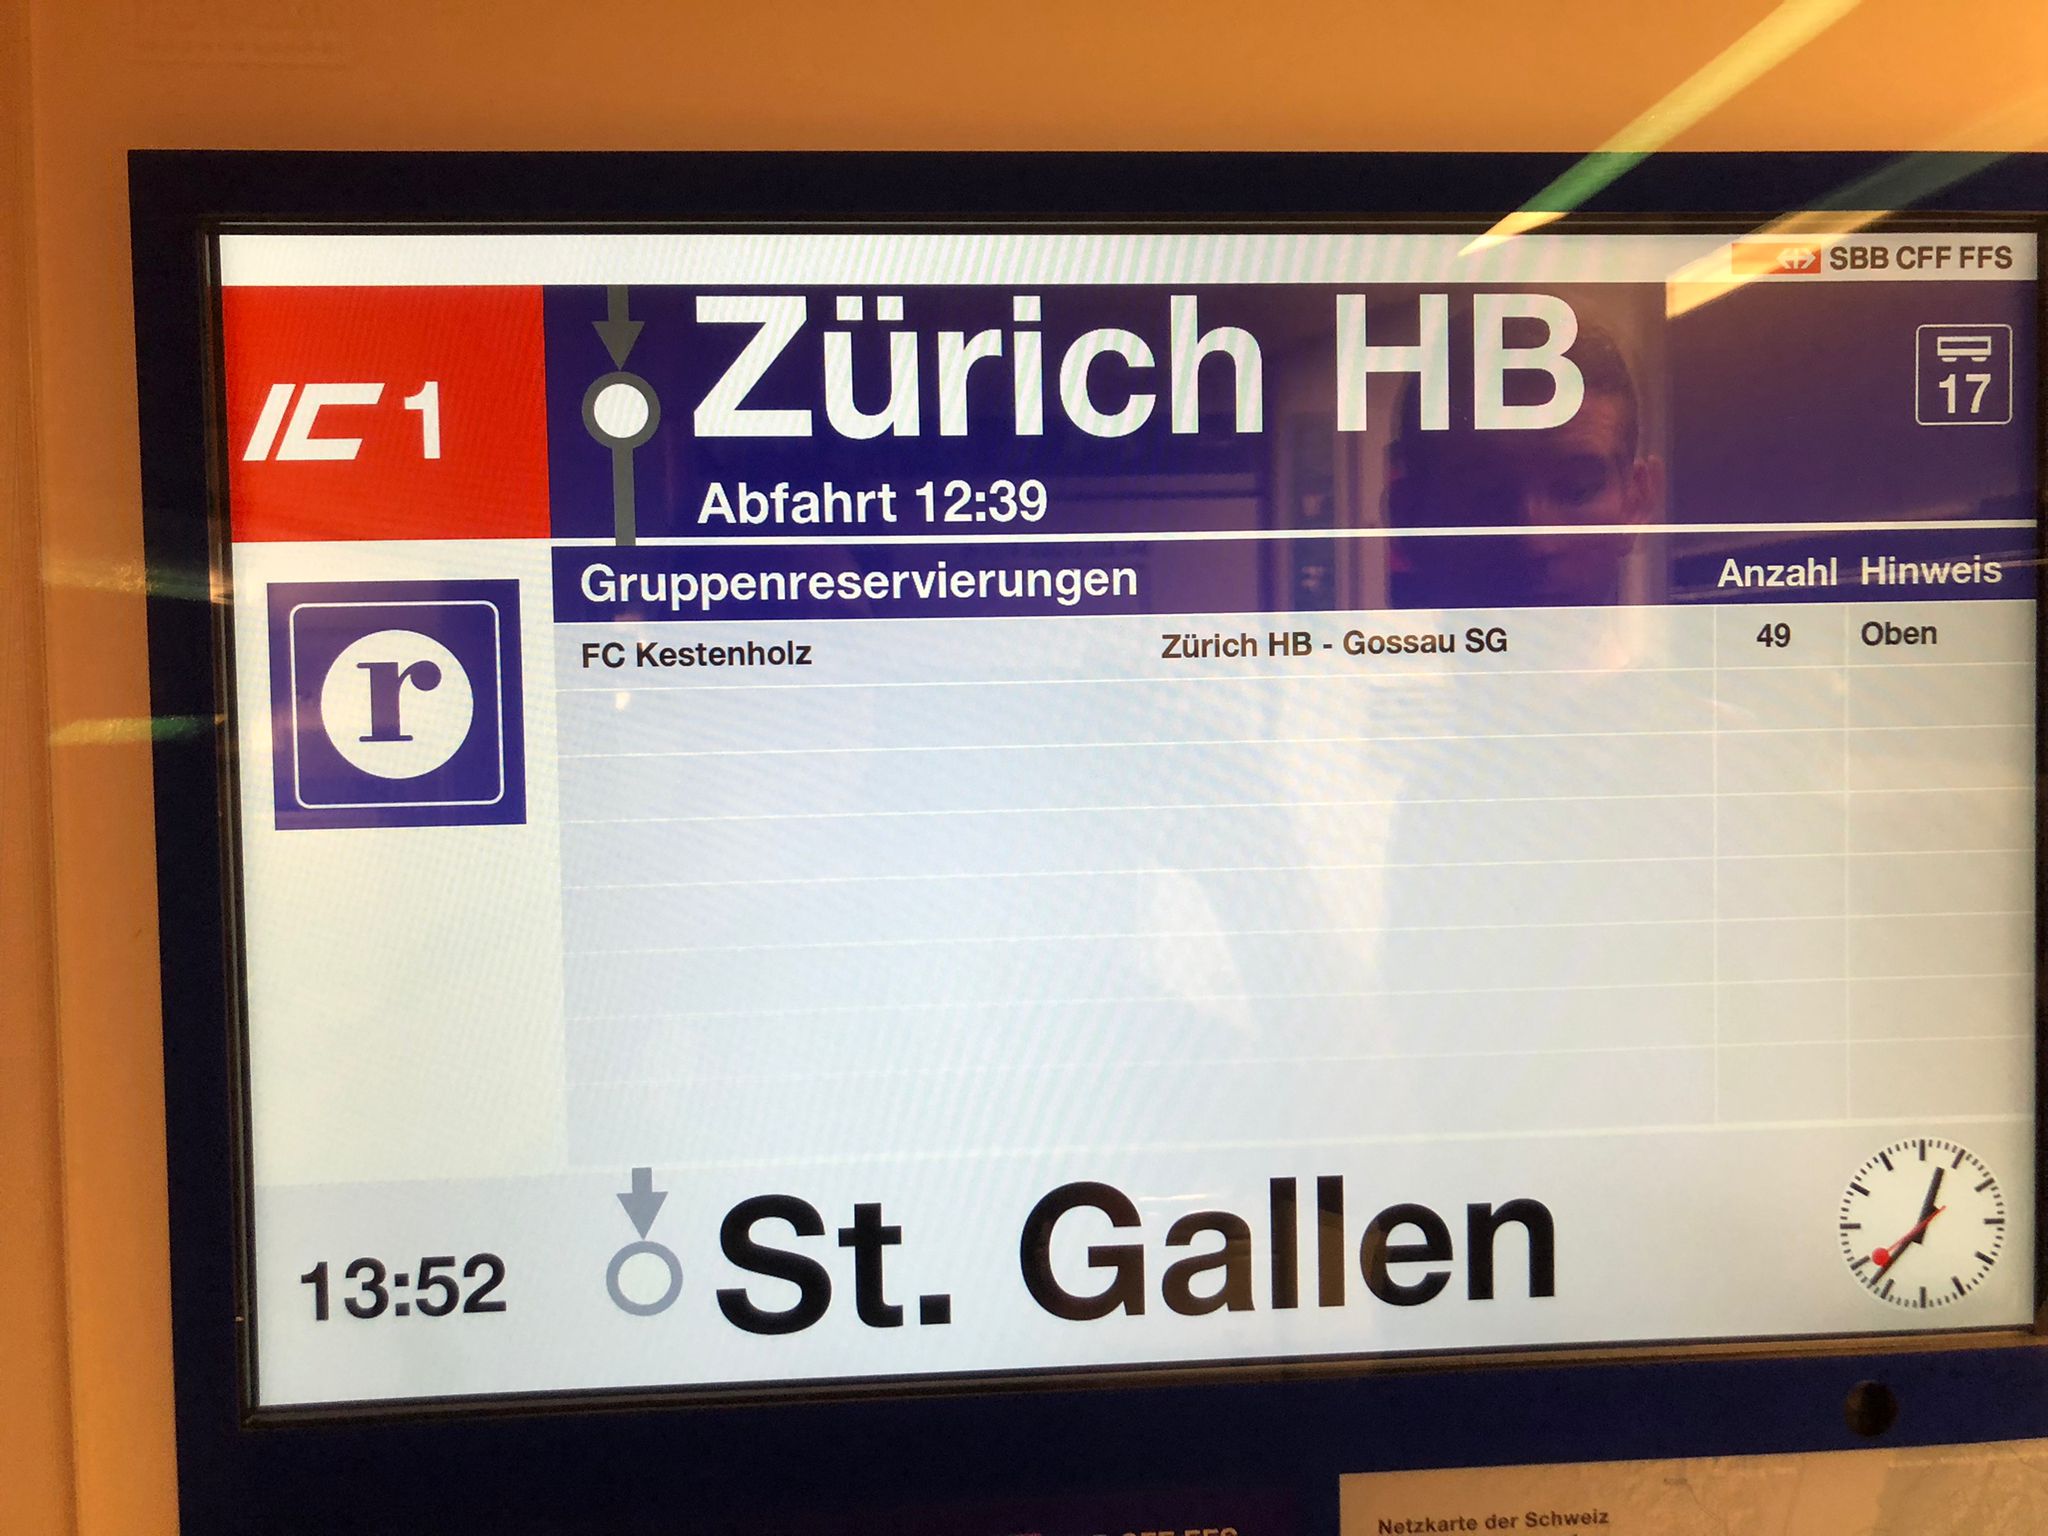 SBB CFF FFS
IC 1
Zürich HB
17
Abfahrt 12:39
Gruppenreservierungen Anzahl Hinweis
r
FC Kestenholz Zürich HB - Gossau SG 49 Oben
13:52 St. Gallen
Netzkarte der Schweiz